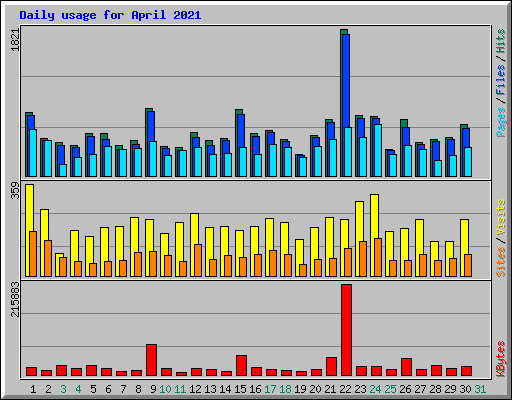 Daily usage for April 2021
1821
Pages / Files / Hits
359
Sites / Visits
215883
KBytes
1 2 3 4 5 6 7 8 9 10 11 12 13 14 15 16 17 18 19 20 21 22 23 24 25 26 27 28 29 30 31